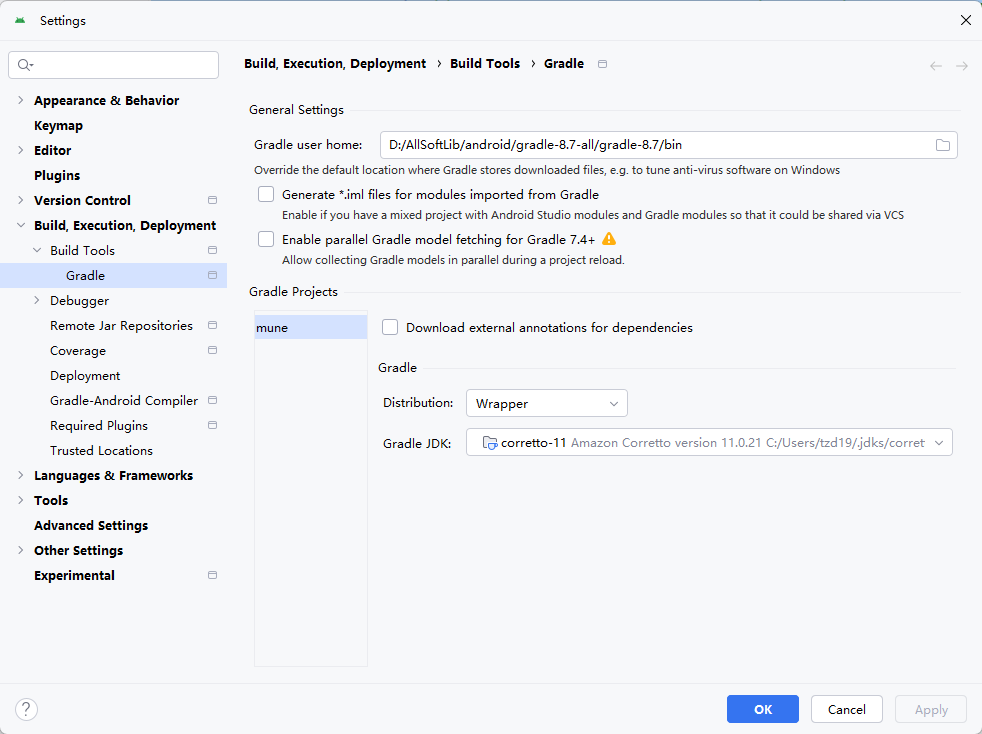 Settings
Build, Execution, Deployment › Build Tools › Gradle
Appearance & Behavior
Keymap
Editor
Plugins
Version Control
Build, Execution, Deployment
Build Tools
Gradle
Debugger
Remote Jar Repositories
Coverage
Deployment
Gradle-Android Compiler
Required Plugins
Trusted Locations
Languages & Frameworks
Tools
Advanced Settings
Other Settings
Experimental
General Settings
Gradle user home: D:/AllSoftLib/android/gradle-8.7-all/gradle-8.7/bin
Override the default location where Gradle stores downloaded files, e.g. to tune anti-virus software on Windows
Generate *.iml files for modules imported from Gradle
Enable if you have a mixed project with Android Studio modules and Gradle modules so that it could be shared via VCS
Enable parallel Gradle model fetching for Gradle 7.4+
Allow collecting Gradle models in parallel during a project reload.
Gradle Projects
mune
Download external annotations for dependencies
Gradle
Distribution: Wrapper
Gradle JDK: corretto-11 Amazon Corretto version 11.0.21 C:/Users/tzd19/.jdks/corret
?
OK
Cancel
Apply